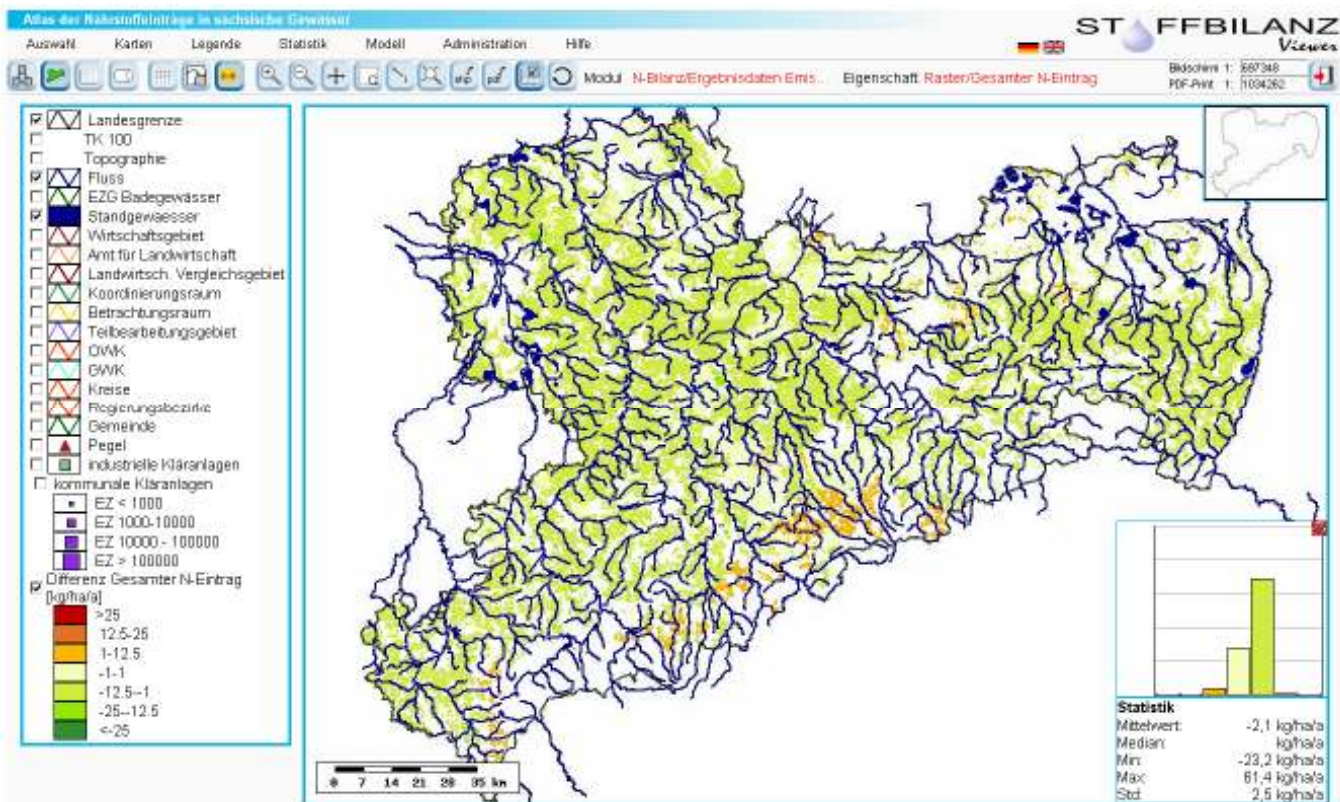 Atlas der Nährstoffeinträge in sächsische Gewässer
ST FFBILANZ
Viewer
Auswahl Karten Legende Statistik Modell Administration Hilfe
Modul N-Bilanz/Ergebnisdaten Emis... Eigenschaft Raster/Gesamter N-Eintrag
Bildschirm 1: 697348
PDF-Print 1: 1034262
Landesgrenze
TK 100
Topographie
Fluss
EZG Badegewässer
Standgewaesser
Wirtschaftsgebiet
Amt für Landwirtschaft
Landwirtsch. Vergleichsgebiet
Koordinierungsraum
Betrachtungsraum
Teilbearbeitungsgebiet
OWK
GWK
Kreise
Regierungsbezirke
Gemeinde
Pegel
industrielle Kläranlagen
kommunale Kläranlagen
EZ < 1000
EZ 1000-10000
EZ 10000 - 100000
EZ > 100000
Differenz Gesamter N-Eintrag
[kg/ha/a]
>25
12.5-25
1-12.5
-1-1
-12.5--1
-25--12.5
<-25
0 7 14 21 28 35 km
Statistik
Mittelwert: -2,1 kg/ha/a
Median: kg/ha/a
Min: -23,2 kg/ha/a
Max: 61,4 kg/ha/a
Std: 2,5 kg/ha/a